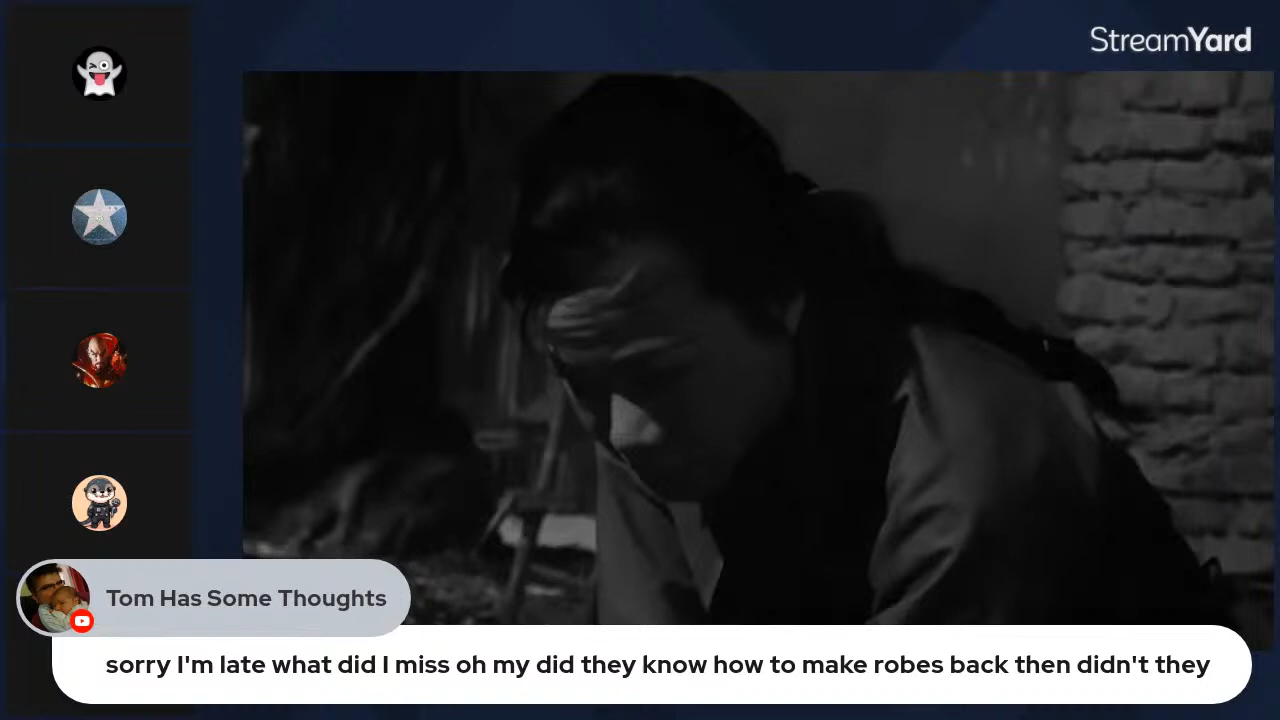 StreamYard
Tom Has Some Thoughts
sorry I'm late what did I miss oh my did they know how to make robes back then didn't they